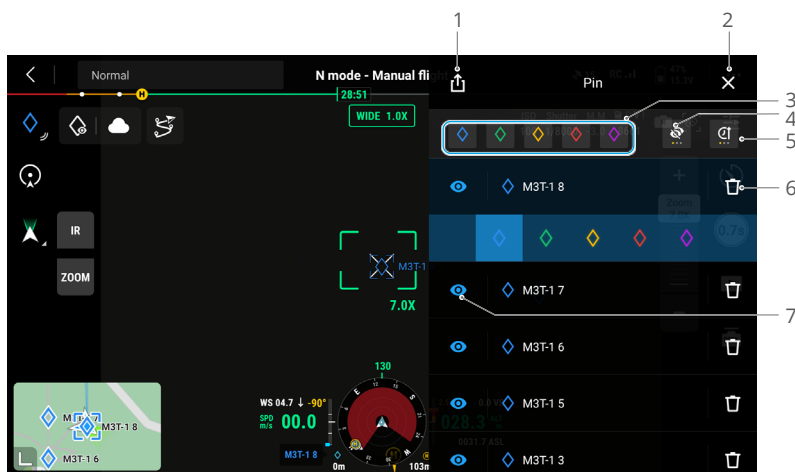 1
2
Normal
N mode - Manual fli
Pin
28:51
3
WIDE 1.0X
4
5
M3T-1 8
6
IR
M3T-1
ZOOM
M3T-1 7
7.0X
7
M3T-1 6
130
WS 04.7 ↓ -90°
M3T-1 5
SPD
m/s
00.0
M3T-1 8
M3T-1 8
M3T-1 6
0m
103m
M3T-1 3